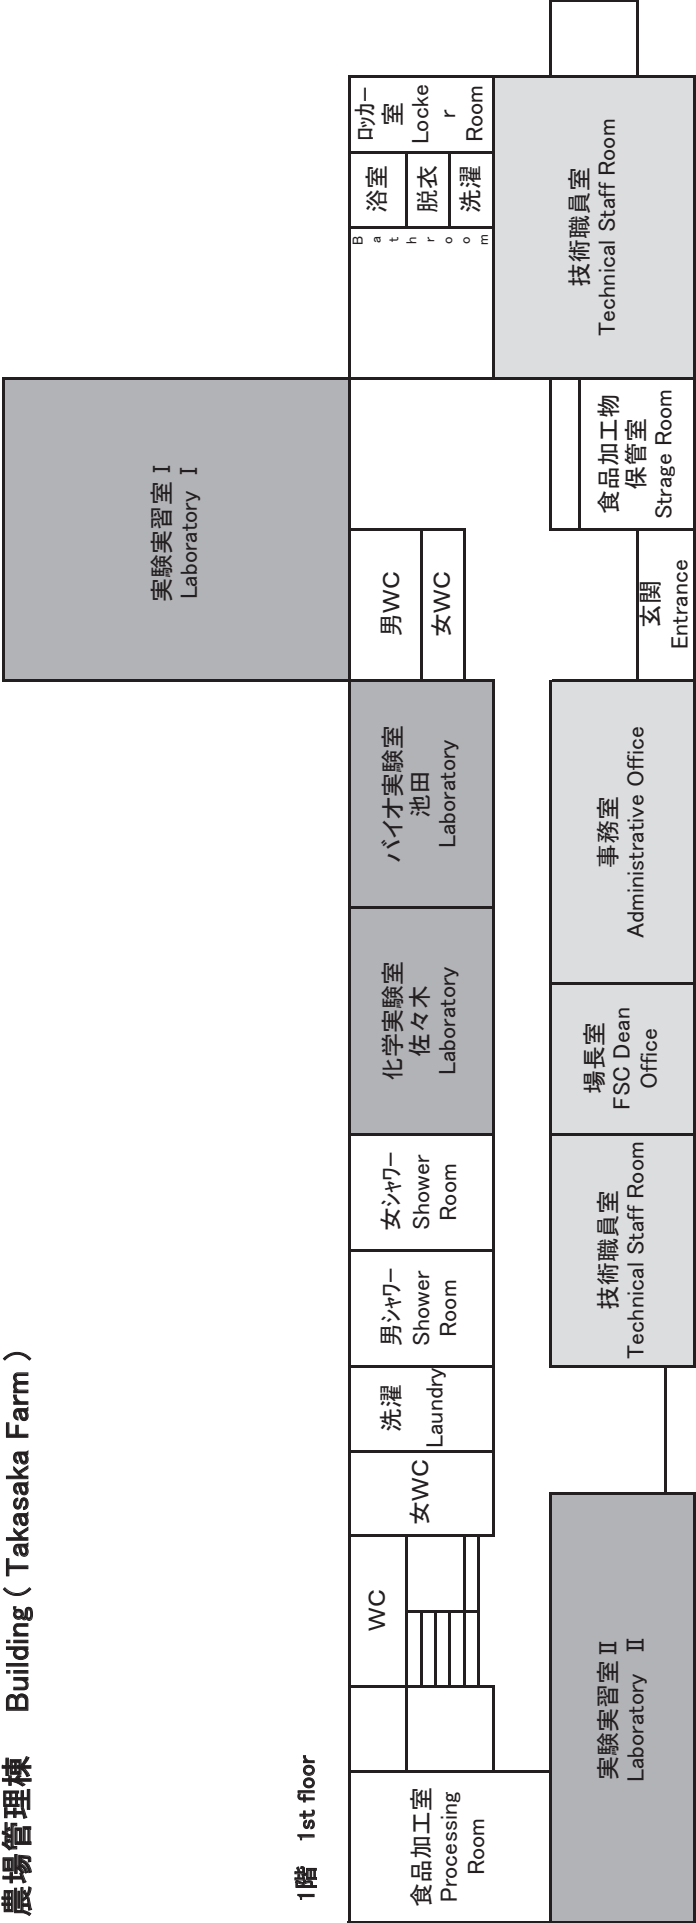 農場管理棟　Building ( Takasaka Farm )
1階　1st floor
食品加工室
Processing
Room
WC
女WC
洗濯
Laundry
男シャワー
Shower
Room
女シャワー
Shower
Room
化学実験室
佐々木
Laboratory
バイオ実験室
池田
Laboratory
男WC
女WC
実験実習室Ⅰ
Laboratory Ⅰ
Bathroom
浴室
脱衣
洗濯
ロッカー
室
Locke
r
Room
実験実習室Ⅱ
Laboratory Ⅱ
技術職員室
Technical Staff Room
場長室
FSC Dean
Office
事務室
Administrative Office
玄関
Entrance
食品加工物
保管室
Strage Room
技術職員室
Technical Staff Room